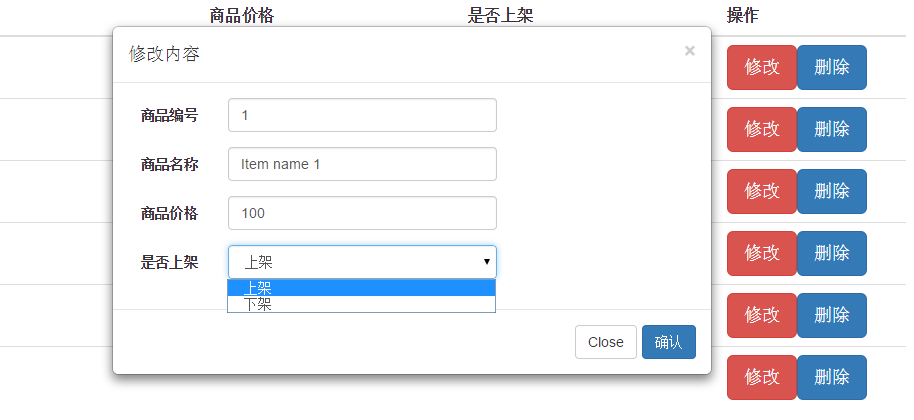 商品价格 是否上架 操作
修改内容 ×
修改 删除
商品编号 1
修改 删除
商品名称 Item name 1
修改 删除
商品价格 100
是否上架 上架
修改 删除
上架
下架
修改 删除
Close 确认
修改 删除